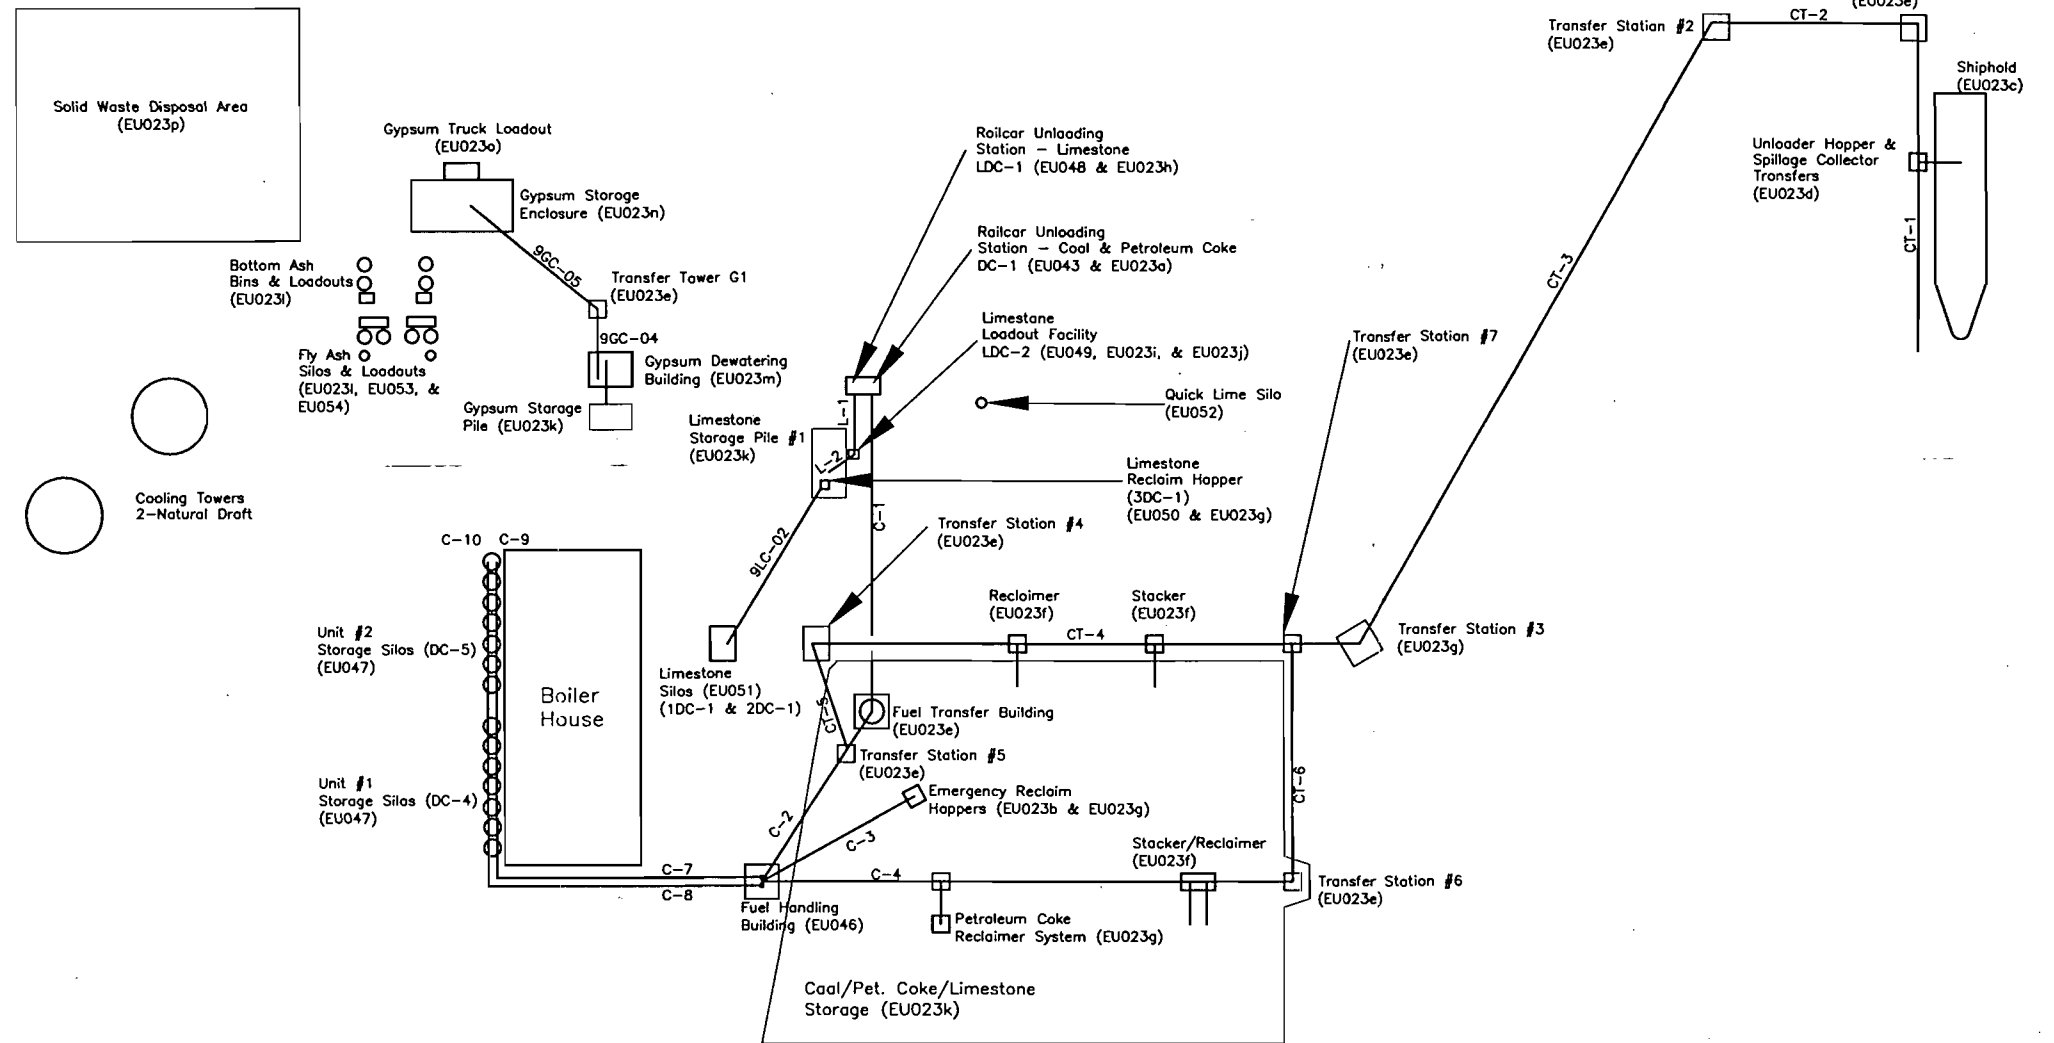 (EU023e)
CT-2
Transfer Station #2
(EU023e)
Shiphold
(EU023c)
Solid Waste Disposal Area
(EU023p)
Gypsum Truck Loadout
(EU023o)
Railcar Unloading
Station - Limestone
LDC-1 (EU048 & EU023h)
Unloader Hopper &
Spillage Collector
Transfers
(EU023d)
CT-1
Gypsum Storage
Enclosure (EU023n)
9GC-05
Railcar Unloading
Station - Coal & Petroleum Coke
DC-1 (EU043 & EU023a)
CT-3
Bottom Ash
Bins & Loadouts
(EU023l)
Transfer Tower G1
(EU023e)
9GC-04
Limestone
Loadout Facility
LDC-2 (EU049, EU023i, & EU023j)
Transfer Station #7
(EU023e)
Fly Ash
Silos & Loadouts
(EU023l, EU053, &
EU054)
Gypsum Dewatering
Building (EU023m)
Gypsum Storage
Pile (EU023k)
Quick Lime Silo
(EU052)
L-1
Limestone
Storage Pile #1
(EU023k)
L-2
Limestone
Reclaim Hopper
(3DC-1)
(EU050 & EU023g)
Cooling Towers
2-Natural Draft
C-1
Transfer Station #4
(EU023e)
C-10
C-9
9LC-02
Reclaimer
(EU023f)
Stacker
(EU023f)
CT-4
Transfer Station #3
(EU023g)
Unit #2
Storage Silos (DC-5)
(EU047)
Boiler
House
Limestone
Silos (EU051)
(1DC-1 & 2DC-1)
CT-5
Fuel Transfer Building
(EU023e)
Transfer Station #5
(EU023e)
CT-6
Unit #1
Storage Silos (DC-4)
(EU047)
Emergency Reclaim
Hoppers (EU023b & EU023g)
C-2
C-3
Stacker/Reclaimer
(EU023f)
C-7
C-8
C-4
Transfer Station #6
(EU023e)
Fuel Handling
Building (EU046)
Petroleum Coke
Reclaimer System (EU023g)
Coal/Pet. Coke/Limestone
Storage (EU023k)